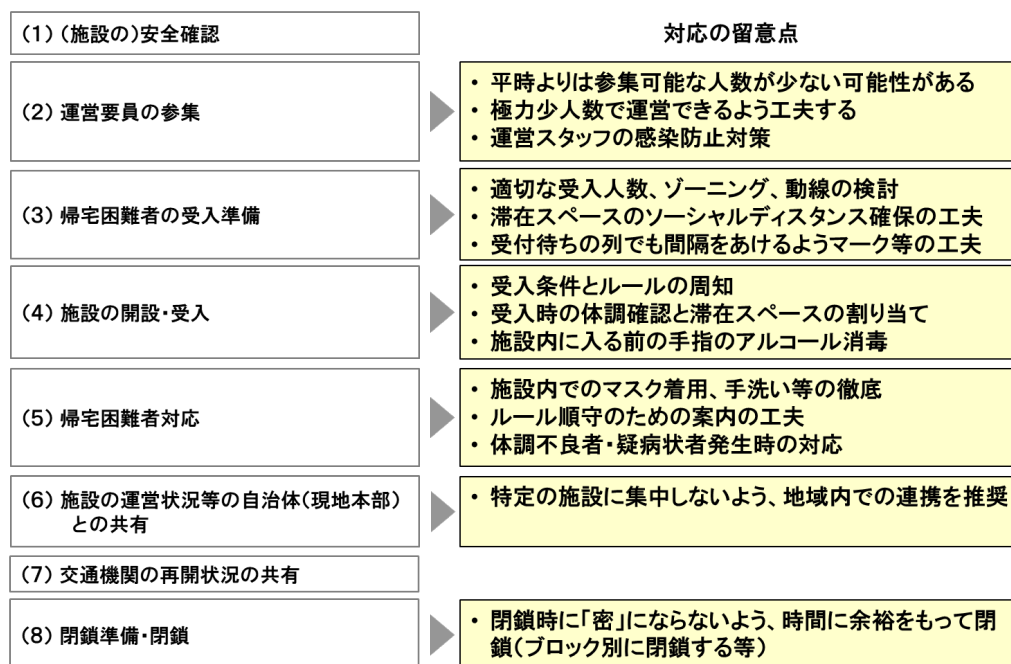 (1)(施設の)安全確認
対応の留意点
(2) 運営要員の参集
・ 平時よりは参集可能な人数が少ない可能性がある
・ 極力少人数で運営できるよう工夫する
・ 運営スタッフの感染防止対策
(3) 帰宅困難者の受入準備
・ 適切な受入人数、ゾーニング、動線の検討
・ 滞在スペースのソーシャルディスタンス確保の工夫
・ 受付待ちの列でも間隔をあけるようマーク等の工夫
(4) 施設の開設・受入
・ 受入条件とルールの周知
・ 受入時の体調確認と滞在スペースの割り当て
・ 施設内に入る前の手指のアルコール消毒
(5) 帰宅困難者対応
・ 施設内でのマスク着用、手洗い等の徹底
・ ルール順守のための案内の工夫
・ 体調不良者・疑病状者発生時の対応
(6) 施設の運営状況等の自治体(現地本部)
との共有
・ 特定の施設に集中しないよう、地域内での連携を推奨
(7) 交通機関の再開状況の共有
(8) 閉鎖準備・閉鎖
・ 閉鎖時に「密」にならないよう、時間に余裕をもって閉
鎖(ブロック別に閉鎖する等)